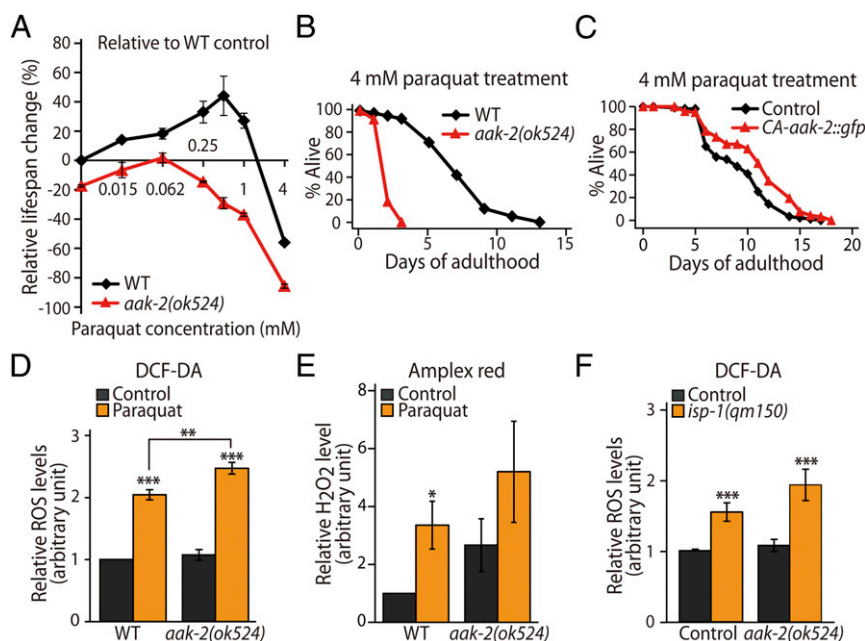 A
Relative to WT control
Relative lifespan change (%)
80
60
40
20
0
-20
-40
-60
-80
-100
0.015
0.062
0.25
1
4
WT
aak-2(ok524)
Paraquat concentration (mM)
B
4 mM paraquat treatment
WT
aak-2(ok524)
% Alive
100
80
60
40
20
0
0
5
10
15
Days of adulthood
C
4 mM paraquat treatment
Control
CA-aak-2::gfp
% Alive
100
80
60
40
20
0
0
5
10
15
20
Days of adulthood
D
DCF-DA
Control
Paraquat
Relative ROS levels
(arbitrary unit)
3
2
1
0
***
**
***
WT
aak-2(ok524)
E
Amplex red
Control
Paraquat
Relative H2O2 level
(arbitrary unit)
8
6
4
2
0
*
WT
aak-2(ok524)
F
DCF-DA
Control
isp-1(qm150)
Relative ROS levels
(arbitrary unit)
3
2
1
0
***
***
Control
aak-2(ok524)